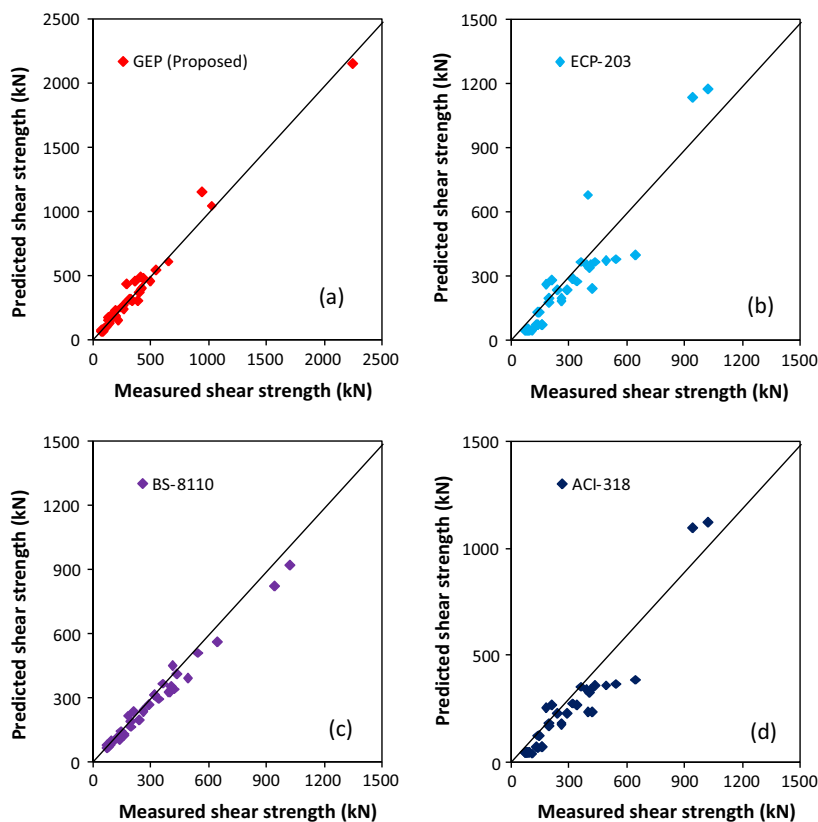 Predicted shear strength (kN)
2500
2000
1500
1000
500
0
GEP (Proposed)
(a)
0 500 1000 1500 2000 2500
Measured shear strength (kN)
Predicted shear strength (kN)
1500
1200
900
600
300
0
ECP-203
(b)
0 300 600 900 1200 1500
Measured shear strength (kN)
Predicted shear strength (kN)
1500
1200
900
600
300
0
BS-8110
(c)
0 300 600 900 1200 1500
Measured shear strength (kN)
Predicted shear strength (kN)
1500
1000
500
0
ACI-318
(d)
0 300 600 900 1200 1500
Measured shear strength (kN)